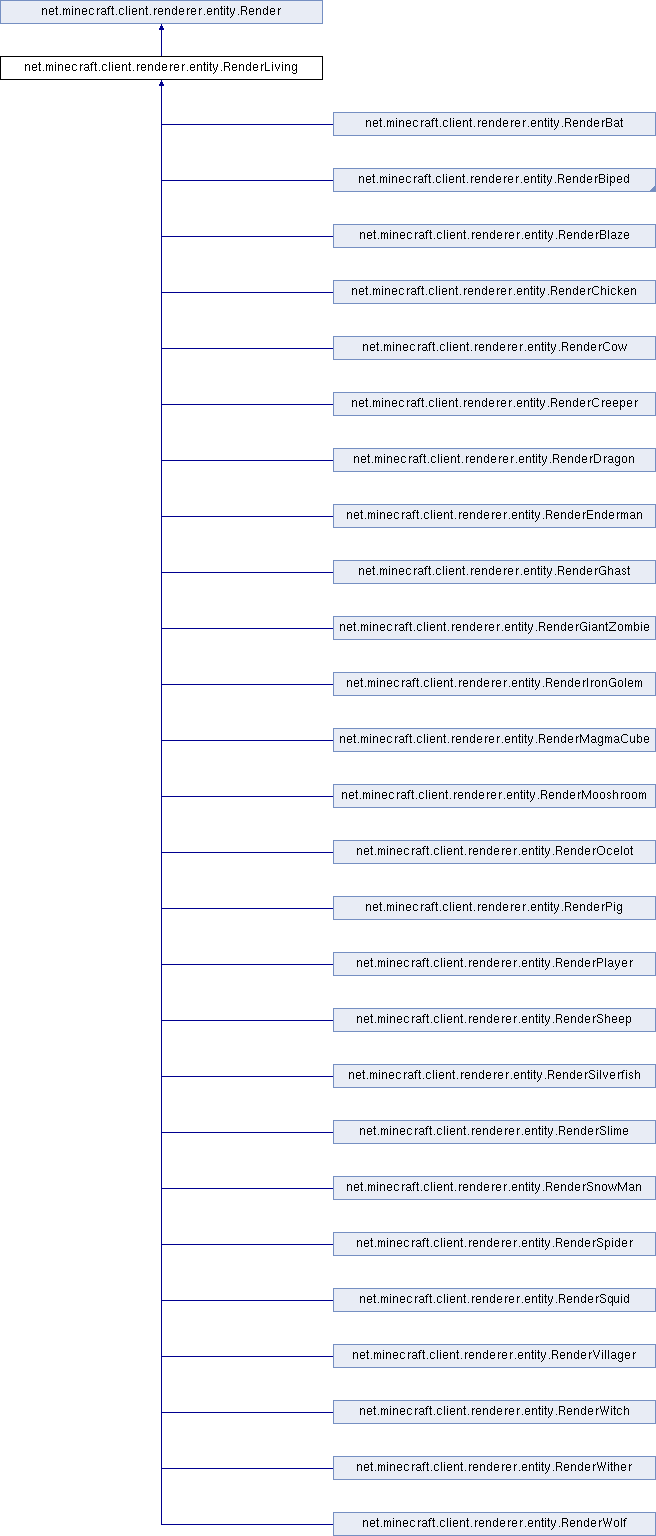 net.minecraft.client.renderer.entity.Render
net.minecraft.client.renderer.entity.RenderLiving
net.minecraft.client.renderer.entity.RenderBat
net.minecraft.client.renderer.entity.RenderBiped
net.minecraft.client.renderer.entity.RenderBlaze
net.minecraft.client.renderer.entity.RenderChicken
net.minecraft.client.renderer.entity.RenderCow
net.minecraft.client.renderer.entity.RenderCreeper
net.minecraft.client.renderer.entity.RenderDragon
net.minecraft.client.renderer.entity.RenderEnderman
net.minecraft.client.renderer.entity.RenderGhast
net.minecraft.client.renderer.entity.RenderGiantZombie
net.minecraft.client.renderer.entity.RenderIronGolem
net.minecraft.client.renderer.entity.RenderMagmaCube
net.minecraft.client.renderer.entity.RenderMooshroom
net.minecraft.client.renderer.entity.RenderOcelot
net.minecraft.client.renderer.entity.RenderPig
net.minecraft.client.renderer.entity.RenderPlayer
net.minecraft.client.renderer.entity.RenderSheep
net.minecraft.client.renderer.entity.RenderSilverfish
net.minecraft.client.renderer.entity.RenderSlime
net.minecraft.client.renderer.entity.RenderSnowMan
net.minecraft.client.renderer.entity.RenderSpider
net.minecraft.client.renderer.entity.RenderSquid
net.minecraft.client.renderer.entity.RenderVillager
net.minecraft.client.renderer.entity.RenderWitch
net.minecraft.client.renderer.entity.RenderWither
net.minecraft.client.renderer.entity.RenderWolf